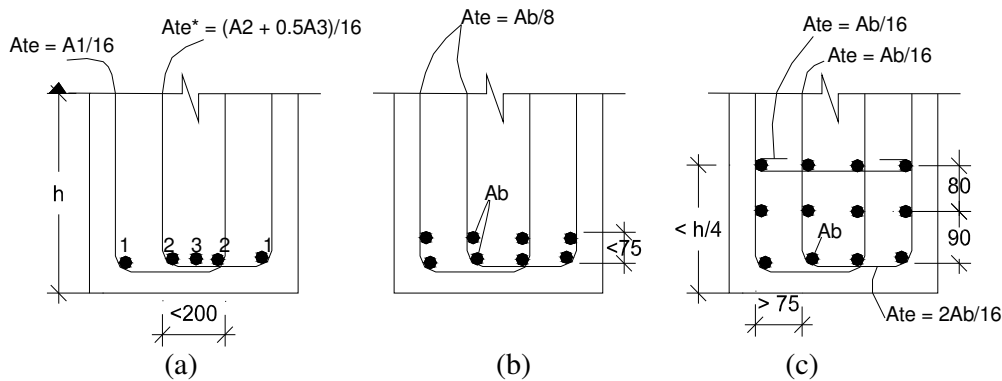 Ate = A1/16
Ate* = (A2 + 0.5A3)/16
h
1
2
3
2
1
<200
(a)
Ate = Ab/8
Ab
<75
(b)
Ate = Ab/16
Ate = Ab/16
< h/4
80
90
Ab
> 75
Ate = 2Ab/16
(c)